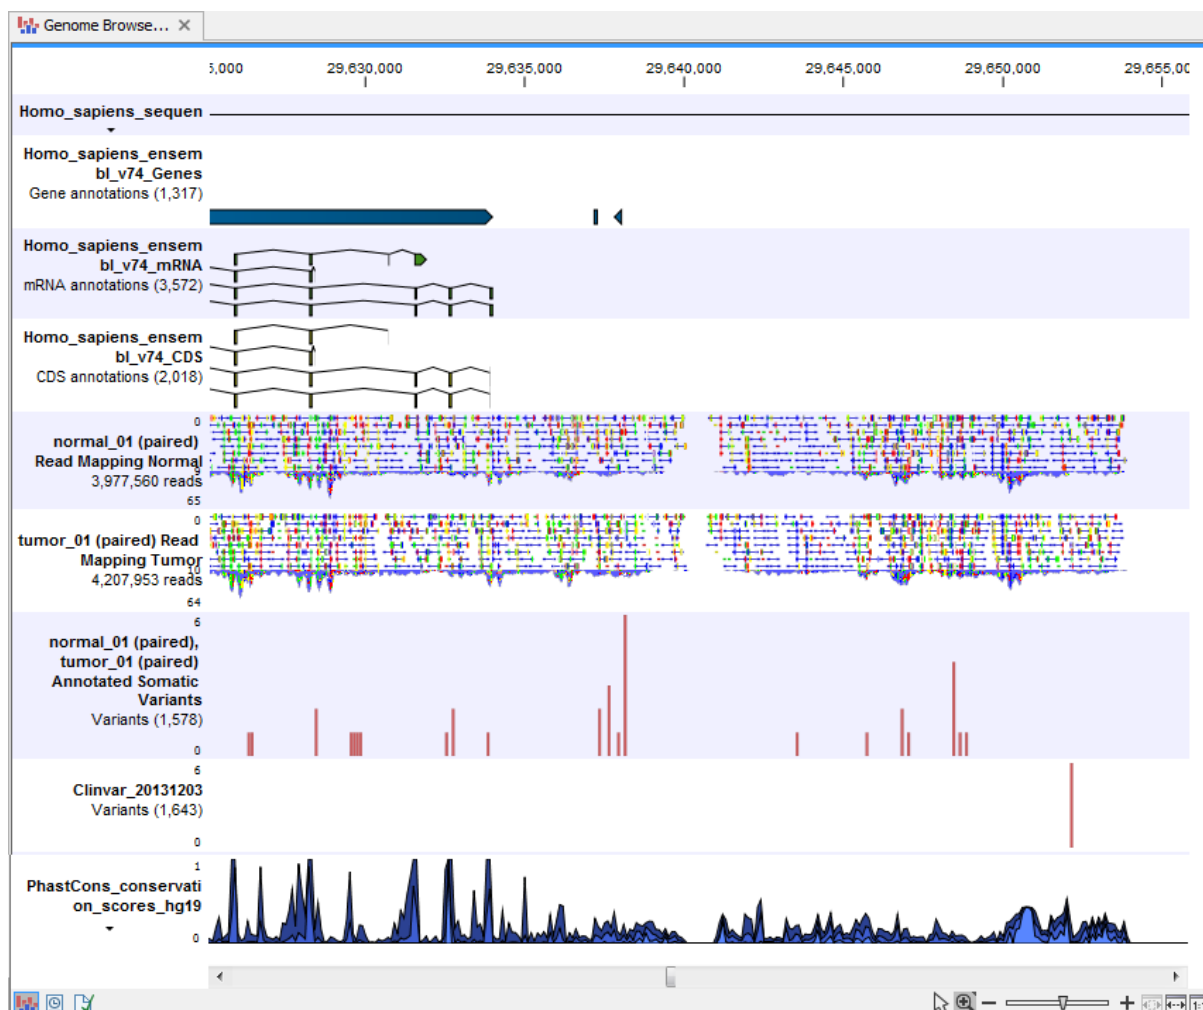 Genome Browse...
5,000 29,630,000 29,635,000 29,640,000 29,645,000 29,650,000 29,655,0
Homo_sapiens_sequen
Homo_sapiens_ensem
bl_v74_Genes
Gene annotations (1,317)
Homo_sapiens_ensem
bl_v74_mRNA
mRNA annotations (3,572)
Homo_sapiens_ensem
bl_v74_CDS
CDS annotations (2,018)
0
normal_01 (paired)
Read Mapping Normal
3,977,560 reads
65
0
tumor_01 (paired) Read
Mapping Tumor
4,207,953 reads
64
6
normal_01 (paired),
tumor_01 (paired)
Annotated Somatic
Variants
Variants (1,578)
0
6
Clinvar_20131203
Variants (1,643)
0
1
PhastCons_conservati
on_scores_hg19
0